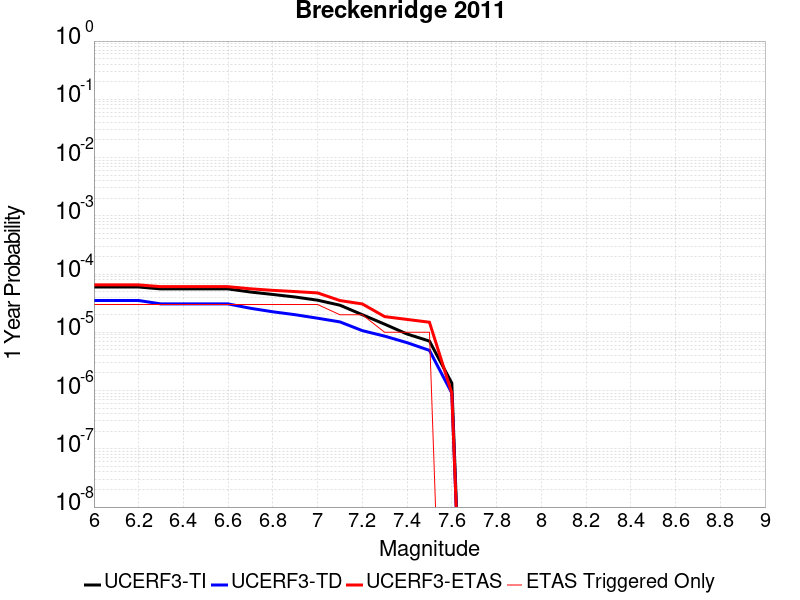 Breckenridge 2011
1 Year Probability
10^0
10^-1
10^-2
10^-3
10^-4
10^-5
10^-6
10^-7
10^-8
6 6.2 6.4 6.6 6.8 7 7.2 7.4 7.6 7.8 8 8.2 8.4 8.6 8.8 9
Magnitude
UCERF3-TI UCERF3-TD UCERF3-ETAS ETAS Triggered Only